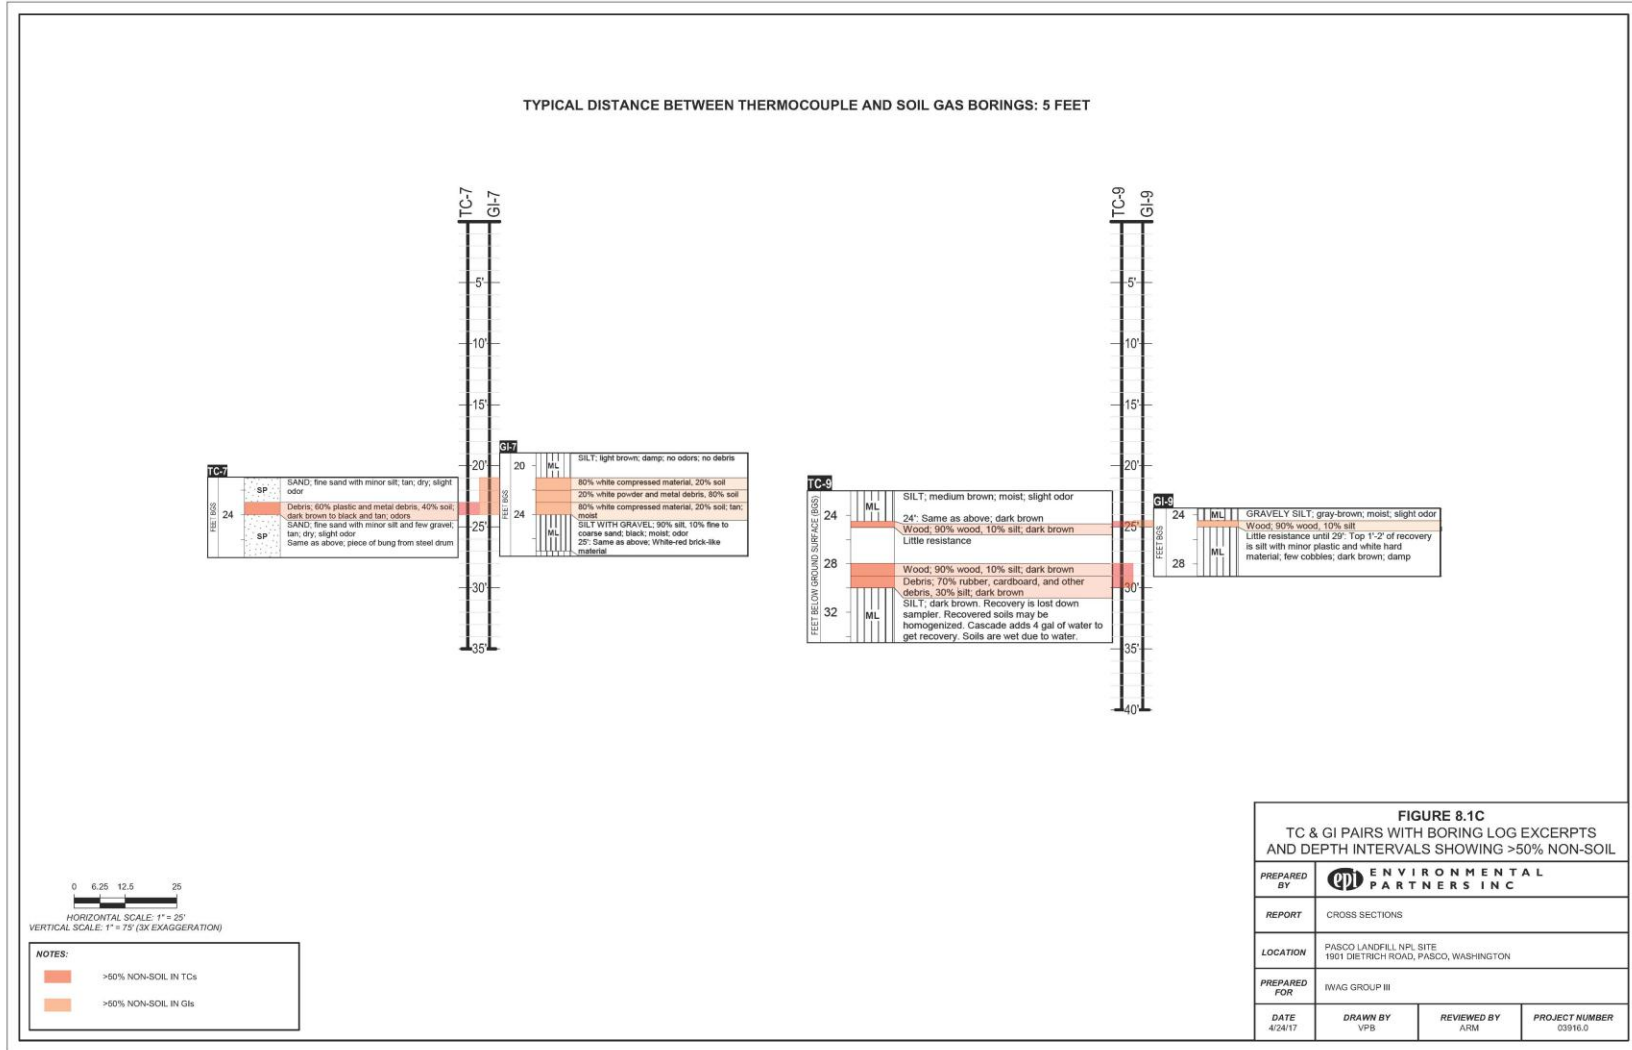 TYPICAL DISTANCE BETWEEN THERMOCOUPLE AND SOIL GAS BORINGS: 5 FEET
TC-7
GI-7
5'
10'
15'
20'
25'
30'
35'
TC-7
FEET BGS
24
SP
SP
SAND; fine sand with minor silt; tan; dry; slight
odor
Debris; 60% plastic and metal debris, 40% soil;
dark brown to black and tan; odors
SAND; fine sand with minor silt and few gravel;
tan; dry; slight odor
Same as above; piece of bung from steel drum
GI-7
FEET BGS
20
24
ML
ML
SILT; light brown; damp; no odors; no debris
80% white compressed material, 20% soil
20% white powder and metal debris, 80% soil
80% white compressed material, 20% soil; tan;
moist
SILT WITH GRAVEL; 90% silt, 10% fine to
coarse sand; black; moist; odor
25': Same as above; White-red brick-like
material
TC-9
GI-9
5'
10'
15'
20'
25'
30'
35'
40'
TC-9
FEET BELOW GROUND SURFACE (BGS)
24
28
32
ML
ML
SILT; medium brown; moist; slight odor
24': Same as above; dark brown
Wood; 90% wood, 10% silt; dark brown
Little resistance
Wood; 90% wood, 10% silt; dark brown
Debris; 70% rubber, cardboard, and other
debris, 30% silt; dark brown
SILT; dark brown. Recovery is lost down
sampler. Recovered soils may be
homogenized. Cascade adds 4 gal of water to
get recovery. Soils are wet due to water.
GI-9
FEET BGS
24
28
ML
ML
GRAVELY SILT; gray-brown; moist; slight odor
Wood; 90% wood, 10% silt
Little resistance until 29': Top 1'-2' of recovery
is silt with minor plastic and white hard
material; few cobbles; dark brown; damp
0 6.25 12.5 25
HORIZONTAL SCALE: 1" = 25'
VERTICAL SCALE: 1" = 75' (3X EXAGGERATION)
NOTES:
>50% NON-SOIL IN TCs
>50% NON-SOIL IN GIs
FIGURE 8.1C
TC & GI PAIRS WITH BORING LOG EXCERPTS
AND DEPTH INTERVALS SHOWING >50% NON-SOIL
PREPARED
BY
epi ENVIRONMENTAL
PARTNERS INC
REPORT
CROSS SECTIONS
LOCATION
PASCO LANDFILL NPL SITE
1901 DIETRICH ROAD, PASCO, WASHINGTON
PREPARED
FOR
IWAG GROUP III
DATE
4/24/17
DRAWN BY
VPB
REVIEWED BY
ARM
PROJECT NUMBER
03916.0